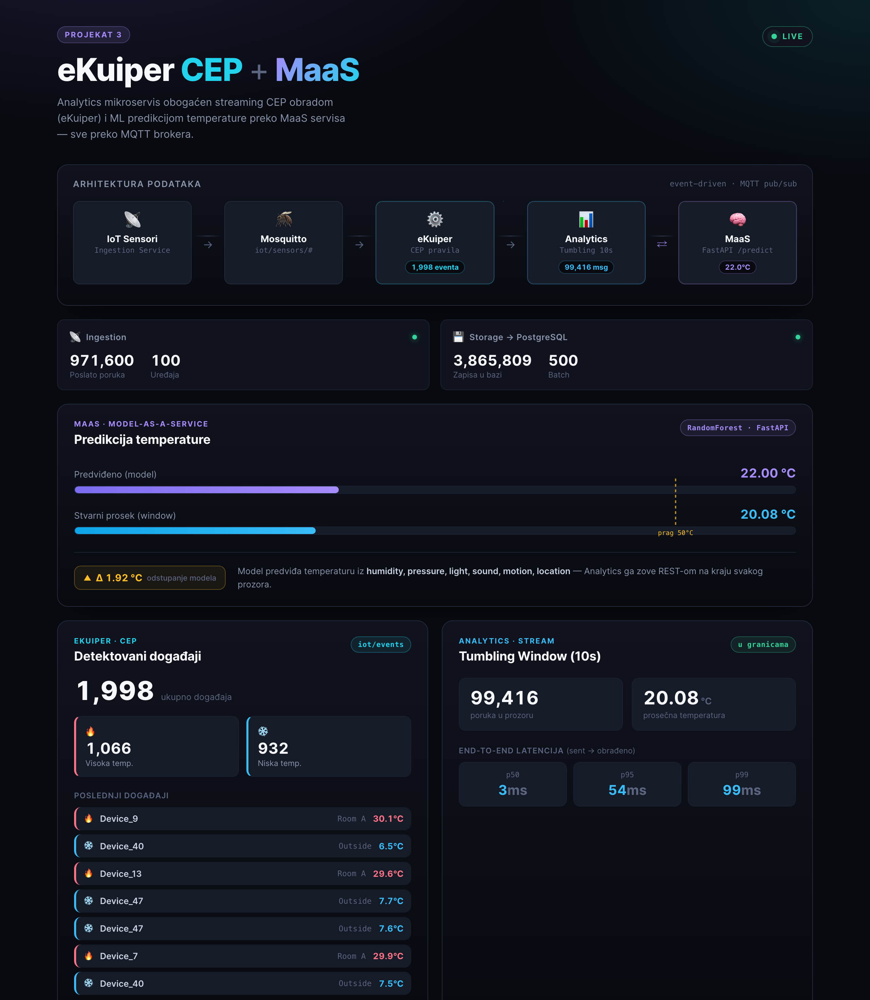 PROJEKAT 3
LIVE
eKuiper CEP + MaaS
Analytics mikroservis obogaćen streaming CEP obradom
(eKuiper) i ML predikcijom temperature preko MaaS servisa
— sve preko MQTT brokera.
ARHITEKTURA PODATAKA
event-driven · MQTT pub/sub
IoT Sensori
Ingestion Service
→
Mosquitto
iot/sensors/#
→
eKuiper
CEP pravila
1,998 eventa
→
Analytics
Tumbling 10s
99,416 msg
⇄
MaaS
FastAPI /predict
22.0°C
Ingestion
971,600 100
Poslato poruka Uređaja
Storage → PostgreSQL
3,865,809 500
Zapisa u bazi Batch
MAAS · MODEL-AS-A-SERVICE
Predikcija temperature
RandomForest · FastAPI
Predviđeno (model) 22.00 °C
Stvarni prosek (window) 20.08 °C
prag 50°C
▲ Δ 1.92 °C odstupanje modela
Model predviđa temperaturu iz humidity, pressure, light, sound, motion, location — Analytics ga zove REST-om na kraju svakog
prozora.
EKUIPER · CEP
Detektovani događaji
iot/events
1,998 ukupno događaja
1,066
Visoka temp.
932
Niska temp.
POSLEDNJI DOGAĐAJI
Device_9 Room A 30.1°C
Device_40 Outside 6.5°C
Device_13 Room A 29.6°C
Device_47 Outside 7.7°C
Device_47 Outside 7.6°C
Device_7 Room A 29.9°C
Device_40 Outside 7.5°C
ANALYTICS · STREAM
Tumbling Window (10s)
u granicama
99,416
poruka u prozoru
20.08 °C
prosečna temperatura
END-TO-END LATENCIJA (sent → obrađeno)
p50
3ms
p95
54ms
p99
99ms